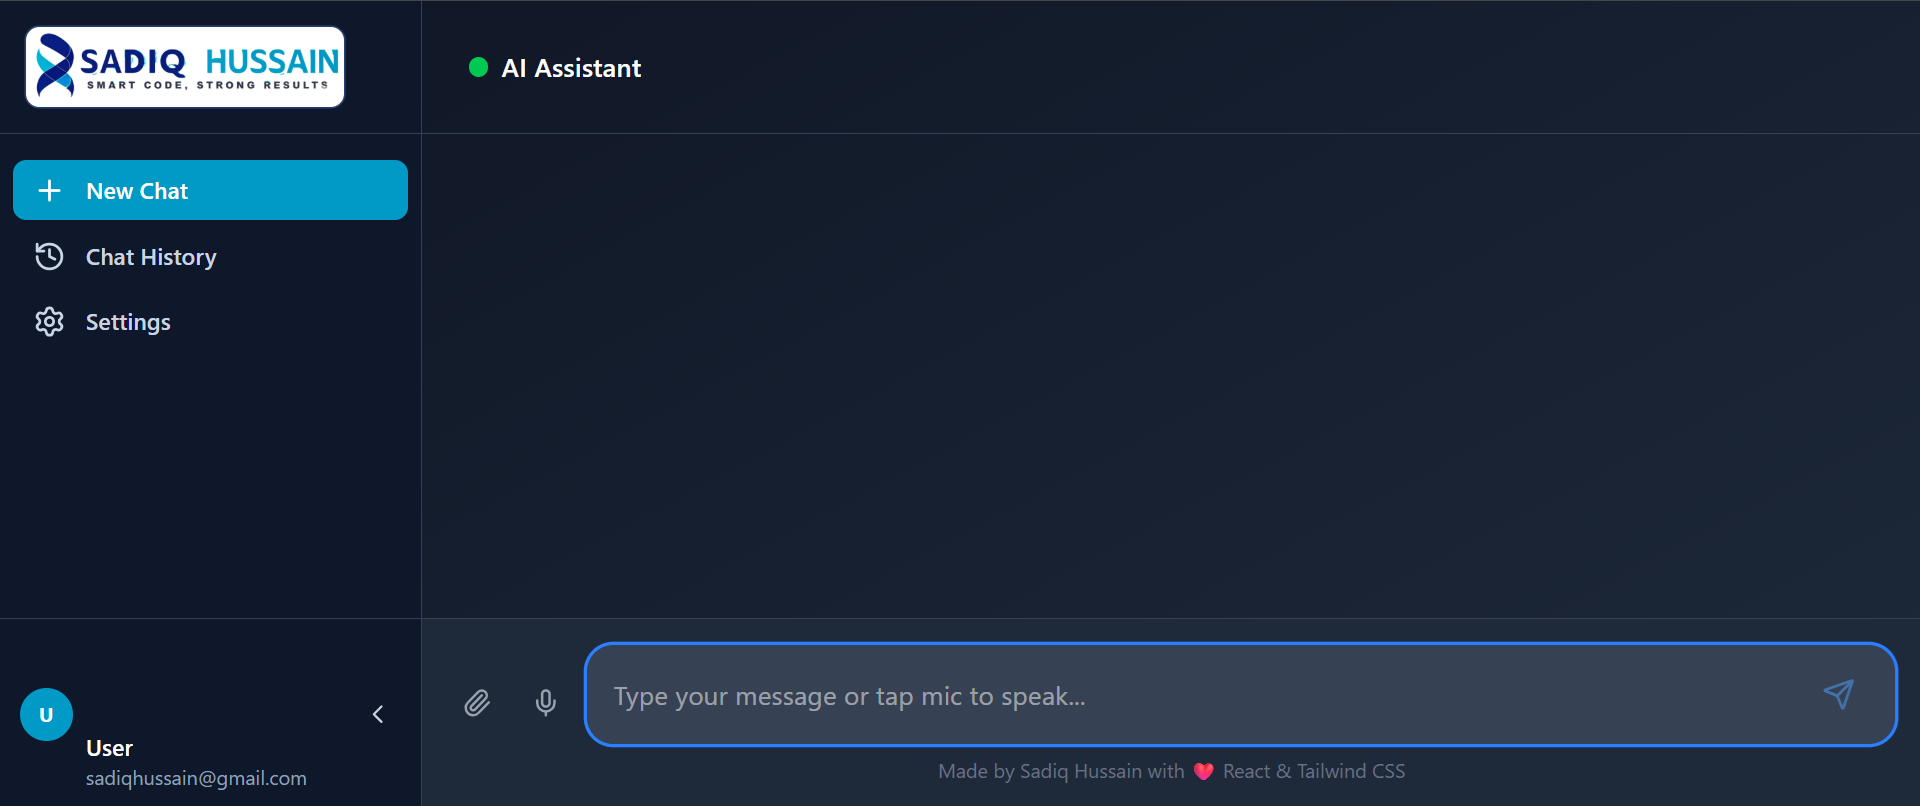 SADIQ HUSSAIN
SMART CODE, STRONG RESULTS
AI Assistant
New Chat
Chat History
Settings
U
User
sadiqhussain@gmail.com
Type your message or tap mic to speak...
Made by Sadiq Hussain with ❤️ React & Tailwind CSS